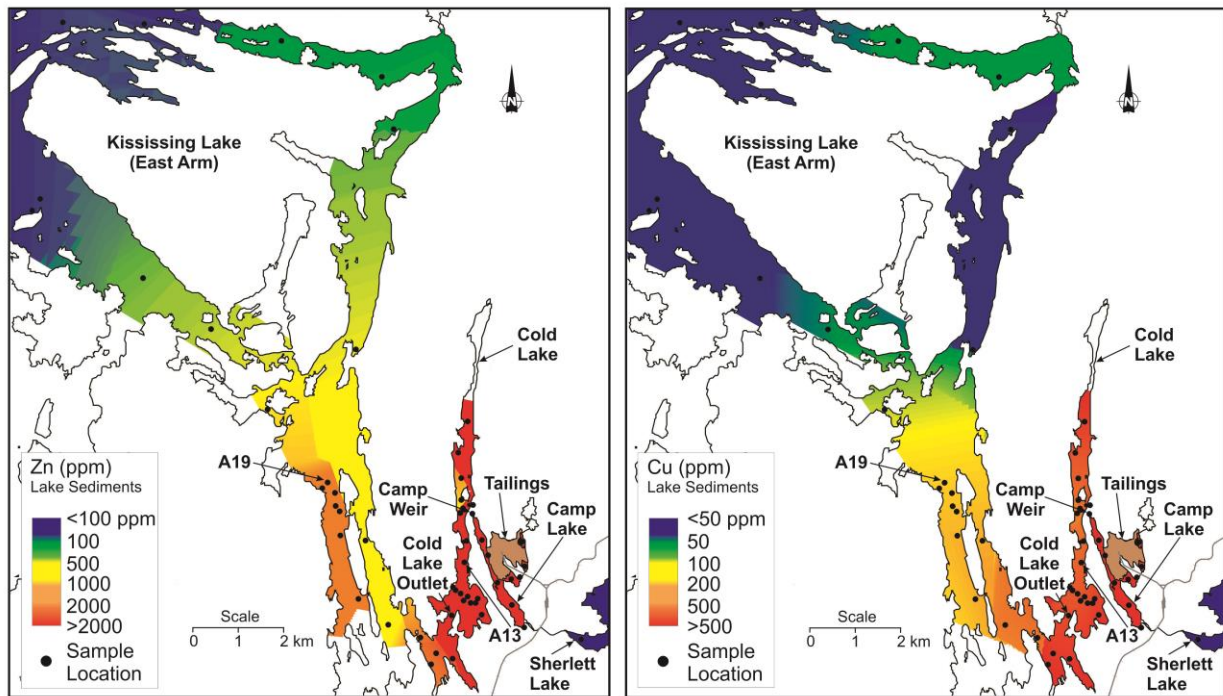 N
Kississing Lake
(East Arm)
Cold
Lake
A19
Camp
Weir
Tailings
Camp
Lake
Cold
Lake
Outlet
A13
Sherlett
Lake
Scale
0 2 km
Zn (ppm)
Lake Sediments
<100 ppm
100
500
1000
2000
>2000
Sample
Location
N
Kississing Lake
(East Arm)
Cold
Lake
A19
Camp
Weir
Tailings
Camp
Lake
Cold
Lake
Outlet
A13
Sherlett
Lake
Scale
0 2 km
Cu (ppm)
Lake Sediments
<50 ppm
50
100
200
500
>500
Sample
Location